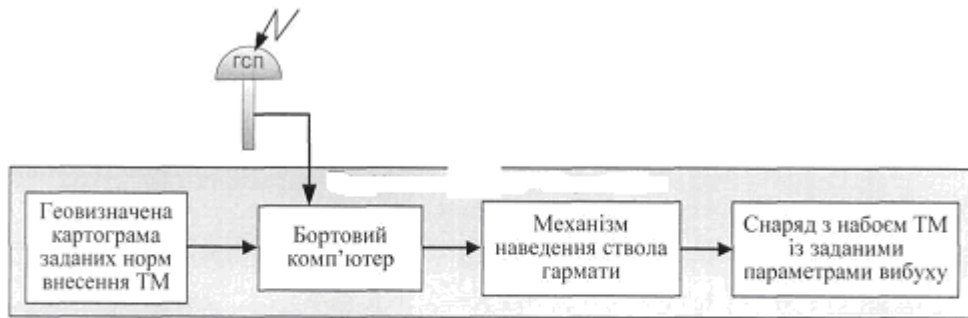 ГСП
Геовизначена
картограма
заданих норм
внесення ТМ
Бортовий
комп’ютер
Механізм
наведення ствола
гармати
Снаряд з набоєм ТМ
із заданими
параметрами вибуху